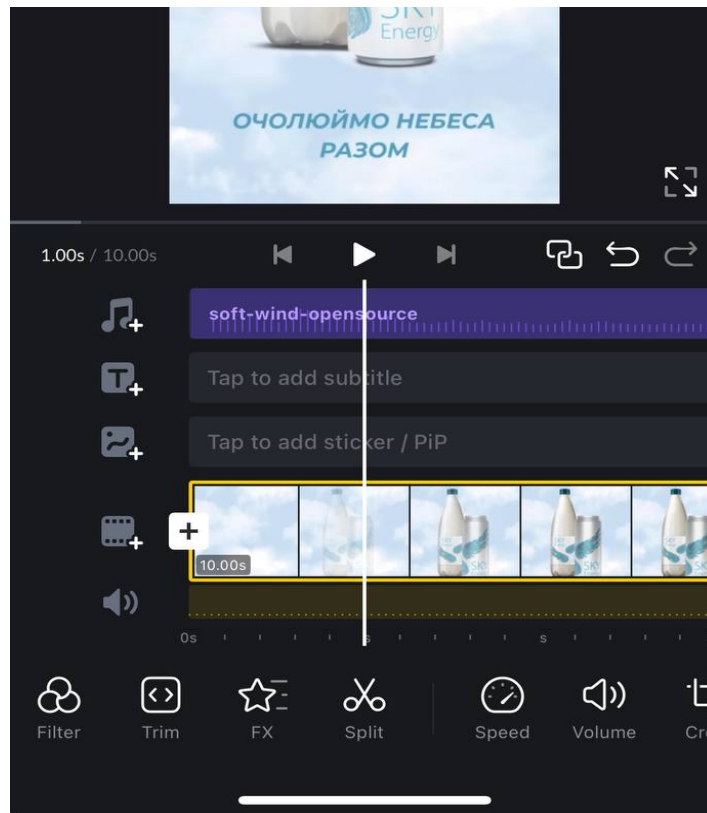 SKY
Energy
ОЧОЛЮЙМО НЕБЕСА
РАЗОМ
1.00s / 10.00s
soft-wind-opensource
Tap to add subtitle
Tap to add sticker / PiP
10.00s
0s
s
s
Filter
Trim
FX
Split
Speed
Volume